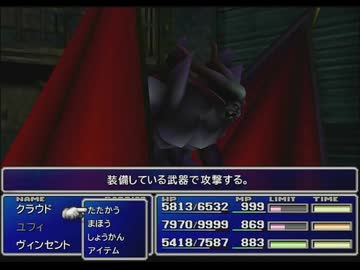 装備している武器で攻撃する。
NAME HP MP LIMIT TIME
クラウド たたかう 5813/6532 999
まほう
ユフィ 7970/9999 869
しょうかん
ヴィンセント アイテム 5418/7587 883